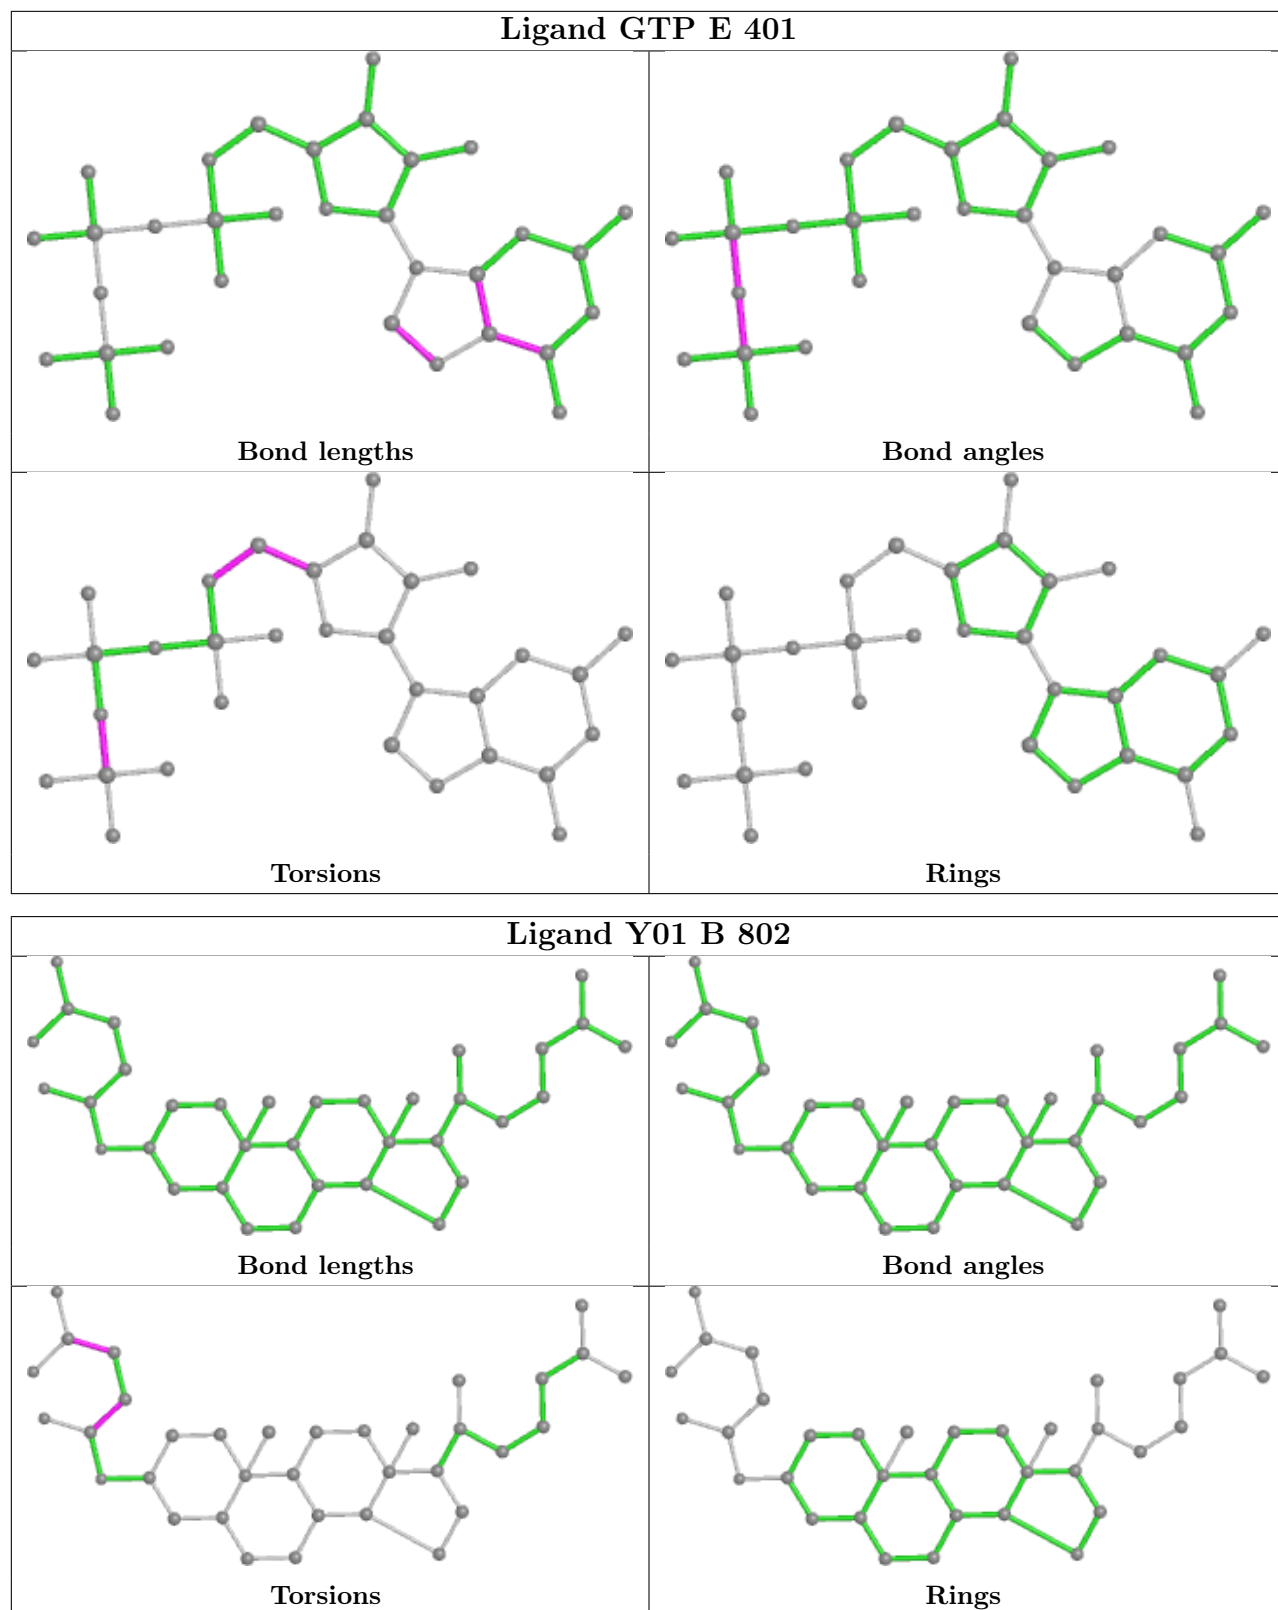 Ligand GTP E 401
Bond lengths
Bond angles
Torsions
Rings
Ligand Y01 B 802
Bond lengths
Bond angles
Torsions
Rings